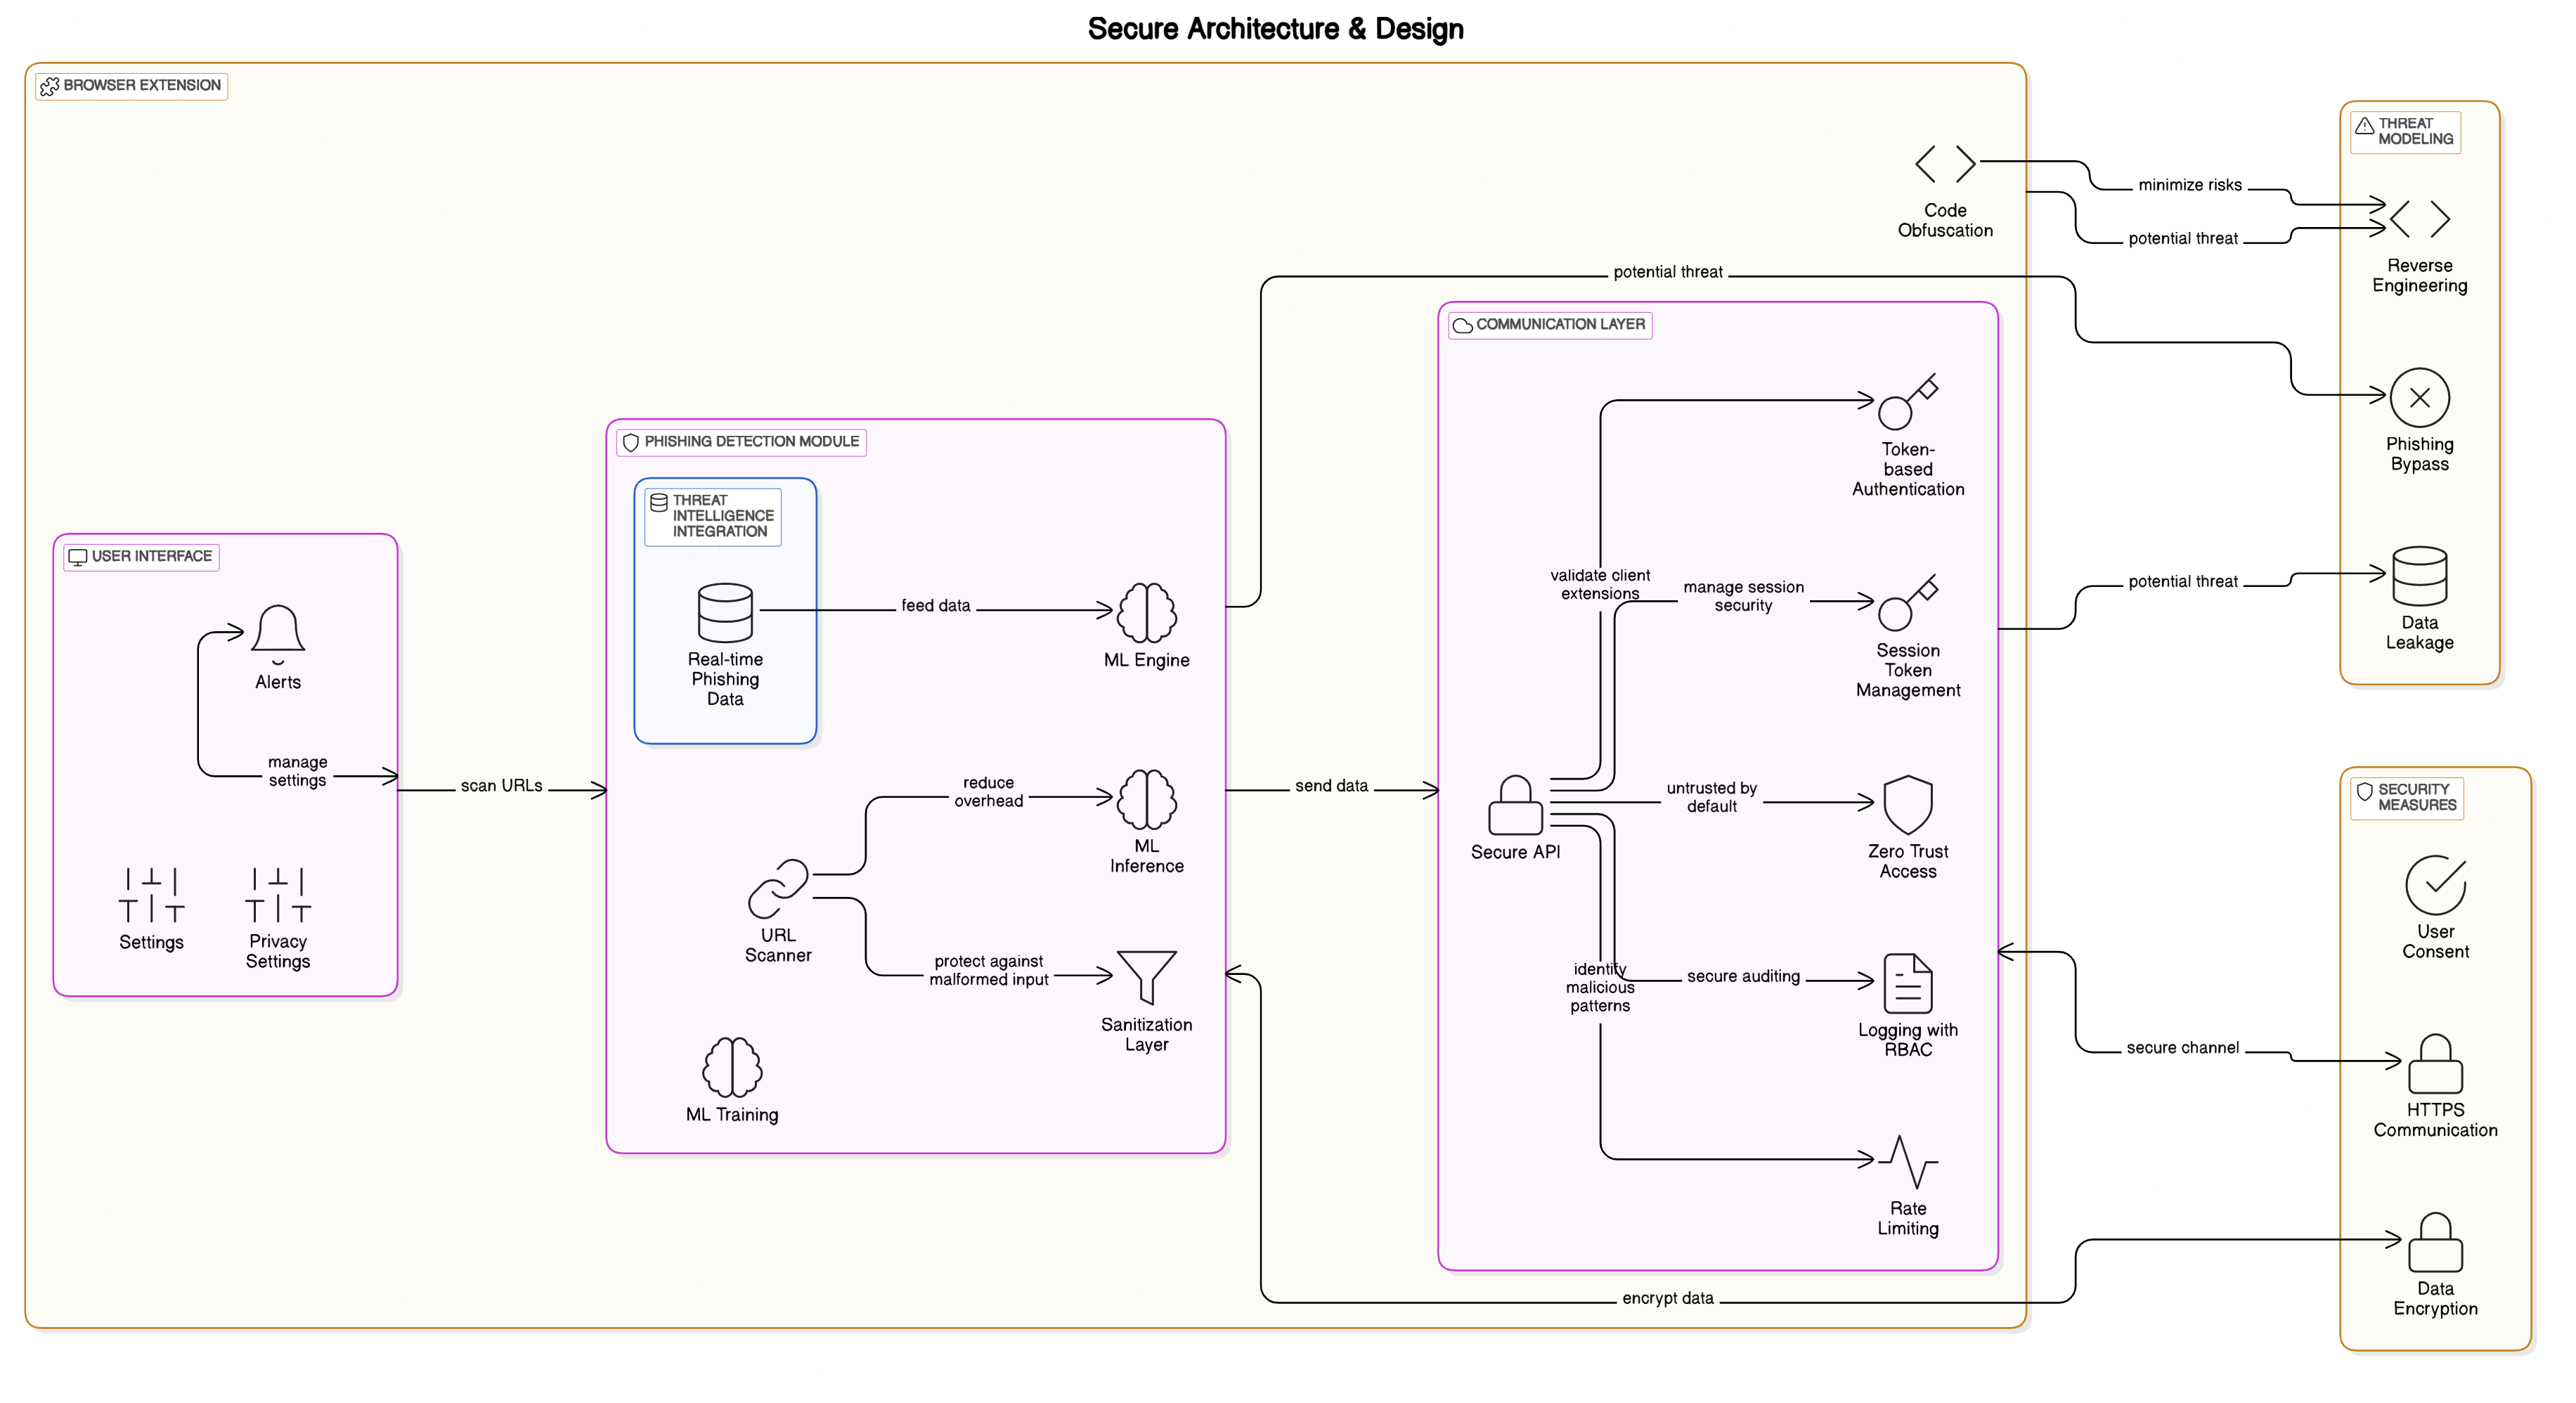 Secure Architecture & Design
BROWSER EXTENSION
THREAT
MODELING
Code
Obfuscation
minimize risks
potential threat
Reverse
Engineering
potential threat
COMMUNICATION LAYER
Phishing
Bypass
PHISHING DETECTION MODULE
Token-
based
Authentication
THREAT
INTELLIGENCE
INTEGRATION
USER INTERFACE
validate client
extensions
manage session
security
potential threat
feed data
Alerts
Real-time
Phishing
Data
ML Engine
Session
Token
Management
Data
Leakage
manage
settings
scan URLs
reduce
overhead
send data
untrusted by
default
SECURITY
MEASURES
ML
Inference
Secure API
Zero Trust
Access
Settings
Privacy
Settings
URL
Scanner
protect against
malformed input
identify
malicious
patterns
secure auditing
User
Consent
Sanitization
Layer
Logging with
RBAC
secure channel
ML Training
HTTPS
Communication
Rate
Limiting
encrypt data
Data
Encryption